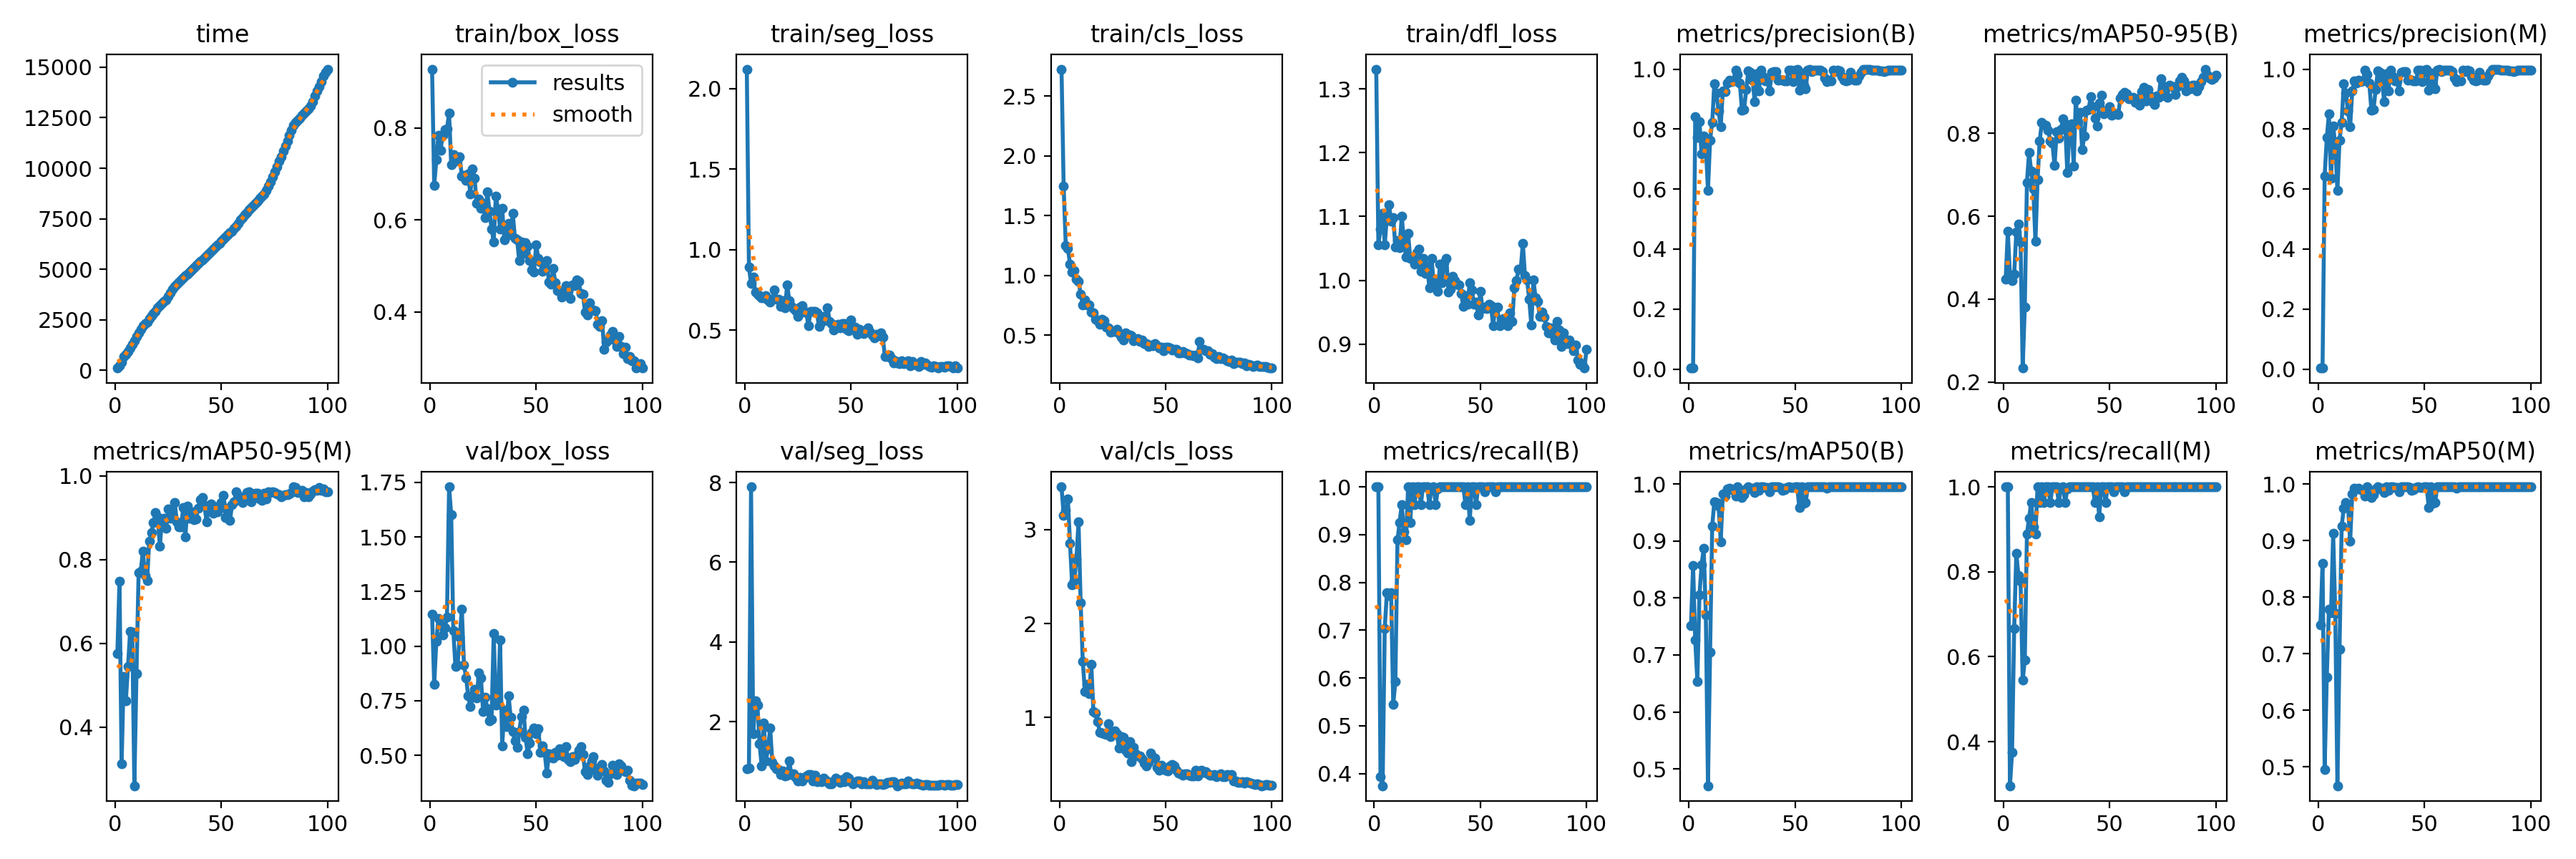 time
train/box_loss
train/seg_loss
train/cls_loss
train/dfl_loss
metrics/precision(B)
metrics/mAP50-95(B)
metrics/precision(M)
15000
12500
10000
7500
5000
2500
0
0 50 100
results
smooth
0.8
0.6
0.4
0 50 100
2.0
1.5
1.0
0.5
0 50 100
2.5
2.0
1.5
1.0
0.5
0 50 100
1.3
1.2
1.1
1.0
0.9
0 50 100
1.0
0.8
0.6
0.4
0.2
0.0
0 50 100
0.8
0.6
0.4
0.2
0 50 100
1.0
0.8
0.6
0.4
0.2
0.0
0 50 100
metrics/mAP50-95(M)
val/box_loss
val/seg_loss
val/cls_loss
metrics/recall(B)
metrics/mAP50(B)
metrics/recall(M)
metrics/mAP50(M)
1.0
0.8
0.6
0.4
0 50 100
1.75
1.50
1.25
1.00
0.75
0.50
0 50 100
8
6
4
2
0 50 100
3
2
1
0 50 100
1.0
0.9
0.8
0.7
0.6
0.5
0.4
0 50 100
1.0
0.9
0.8
0.7
0.6
0.5
0 50 100
1.0
0.8
0.6
0.4
0 50 100
1.0
0.9
0.8
0.7
0.6
0.5
0 50 100